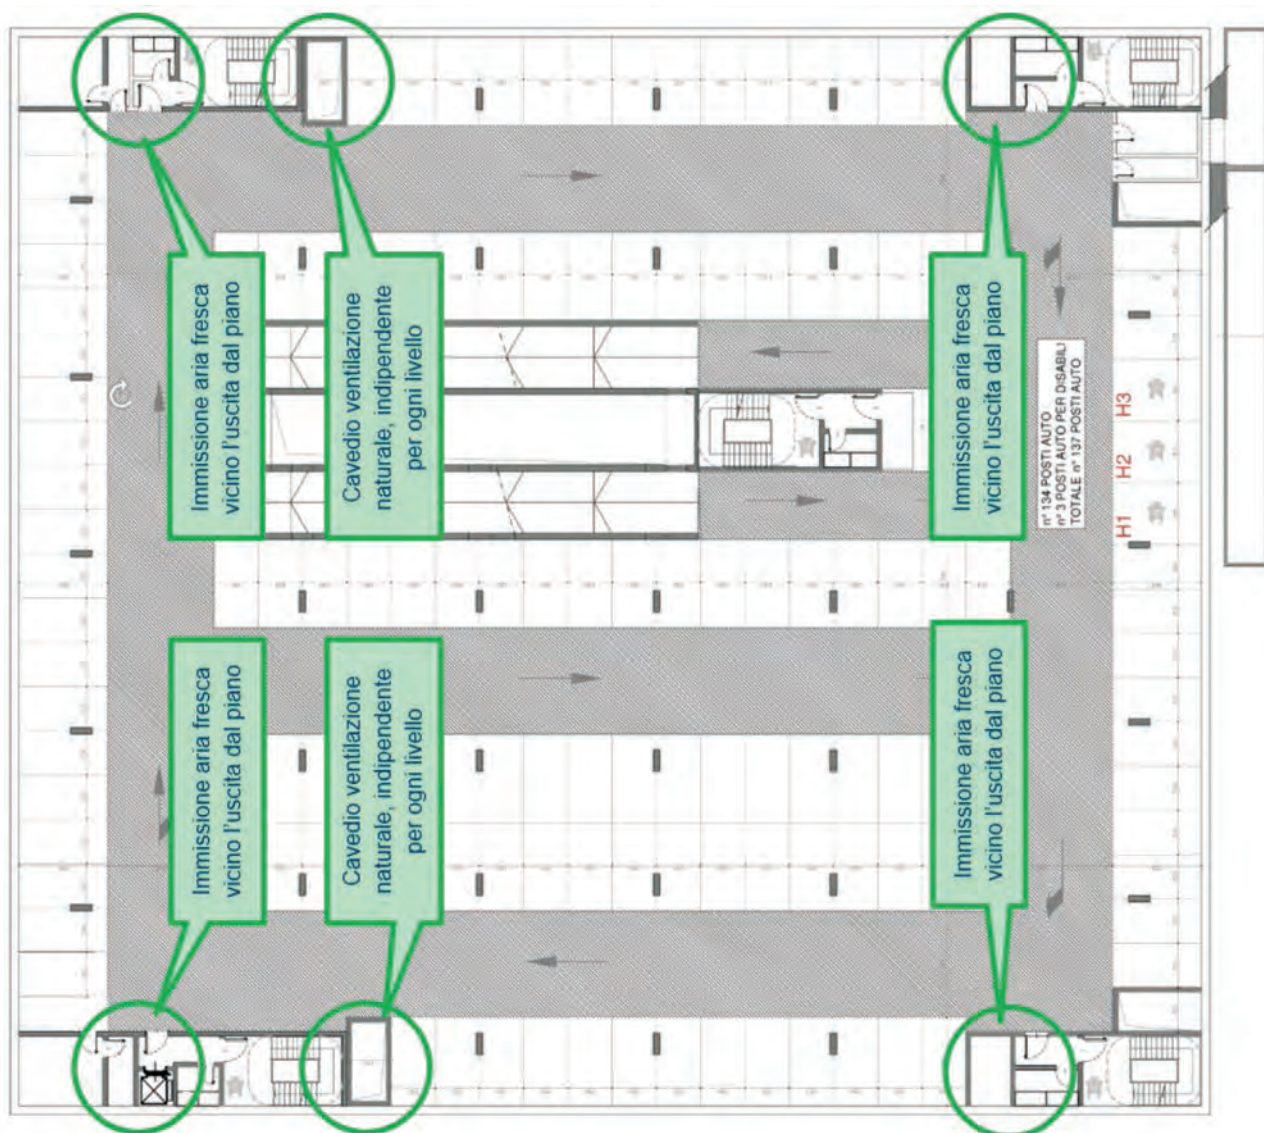 Immissione aria fresca
vicino l'uscita dal piano
Cavedio ventilazione
naturale, indipendente
per ogni livello
Immissione aria fresca
vicino l'uscita dal piano
n° 134 POSTI AUTO
n° 3 POSTI AUTO PER DISABILI
TOTALE n° 137 POSTI AUTO
H3
H2
H1
Immissione aria fresca
vicino l'uscita dal piano
Cavedio ventilazione
naturale, indipendente
per ogni livello
Immissione aria fresca
vicino l'uscita dal piano